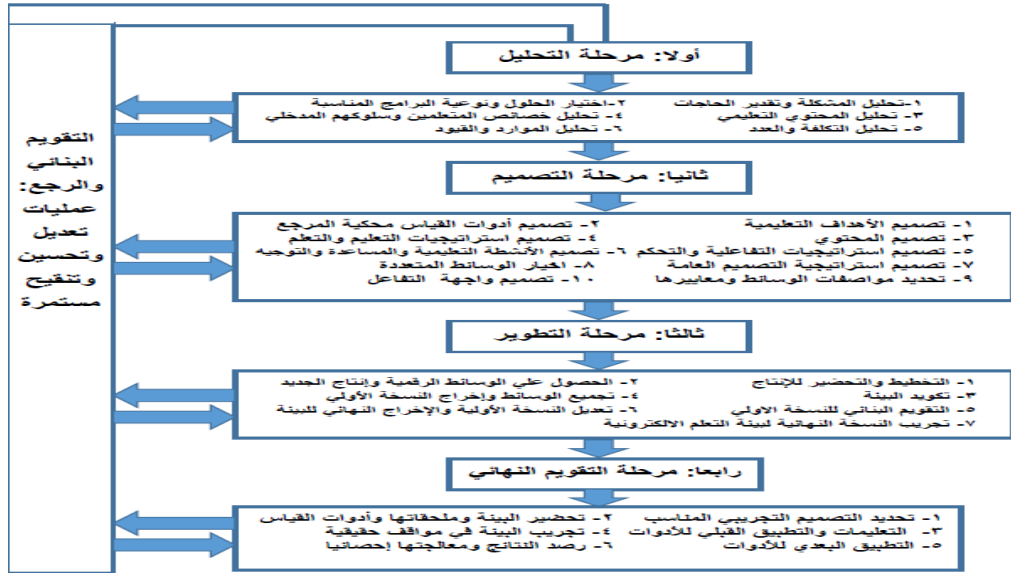 أولا: مرحلة التحليل
١-تحليل المشكلة وتقدير الحاجات ٢-اختيار الحلول ونوعية البرامج المناسبة
٣- تحليل المحتوي التعليمي ٤- تحليل خصائص المتعلمين وسلوكهم المدخلي
٥- تحليل التكلفة والعدد ٦- تحليل الموارد والقيود
ثانيا: مرحلة التصميم
١- تصميم الأهداف التعليمية ٢- تصميم أدوات القياس محكية المرجع
٣- تصميم المحتوي ٤- تصميم استراتيجيات التعليم والتعلم
٥- تصميم استراتيجيات التفاعلية والتحكم ٦- تصميم الأنشطة التعليمية والمساعدة والتوجيه
٧- تصميم استراتيجية التصميم العامة ٨- اخيار الوسائط المتعددة
٩- تحديد مواصفات الوسائط ومعاييرها ١٠- تصميم واجهة التفاعل
ثالثا: مرحلة التطوير
١- التخطيط والتحضير للإنتاج ٢- الحصول علي الوسائط الرقمية وإنتاج الجديد
٣- تكويد البيئة ٤- تجميع الوسائط وإخراج النسخة الأولي
٥- التقويم البنائي للنسخة الاولي ٦- تعديل النسخة الأولية والإخراج النهائي للبيئة
٧- تجريب النسخة النهائية لبيئة التعلم الالكترونية
رابعا: مرحلة التقويم النهائي
١- تحديد التصميم التجريبي المناسب ٢- تحضير البيئة وملحقاتها وأدوات القياس
٣- التعليمات والتطبيق القبلي للأدوات ٤- تجريب البيئة في مواقف حقيقية
٥- التطبيق البعدي للأدوات ٦- رصد النتائج ومعالجتها إحصائيا
التقويم
البنائي
والرجع:
عمليات
تعديل
وتحسين
وتنقيح
مستمرة